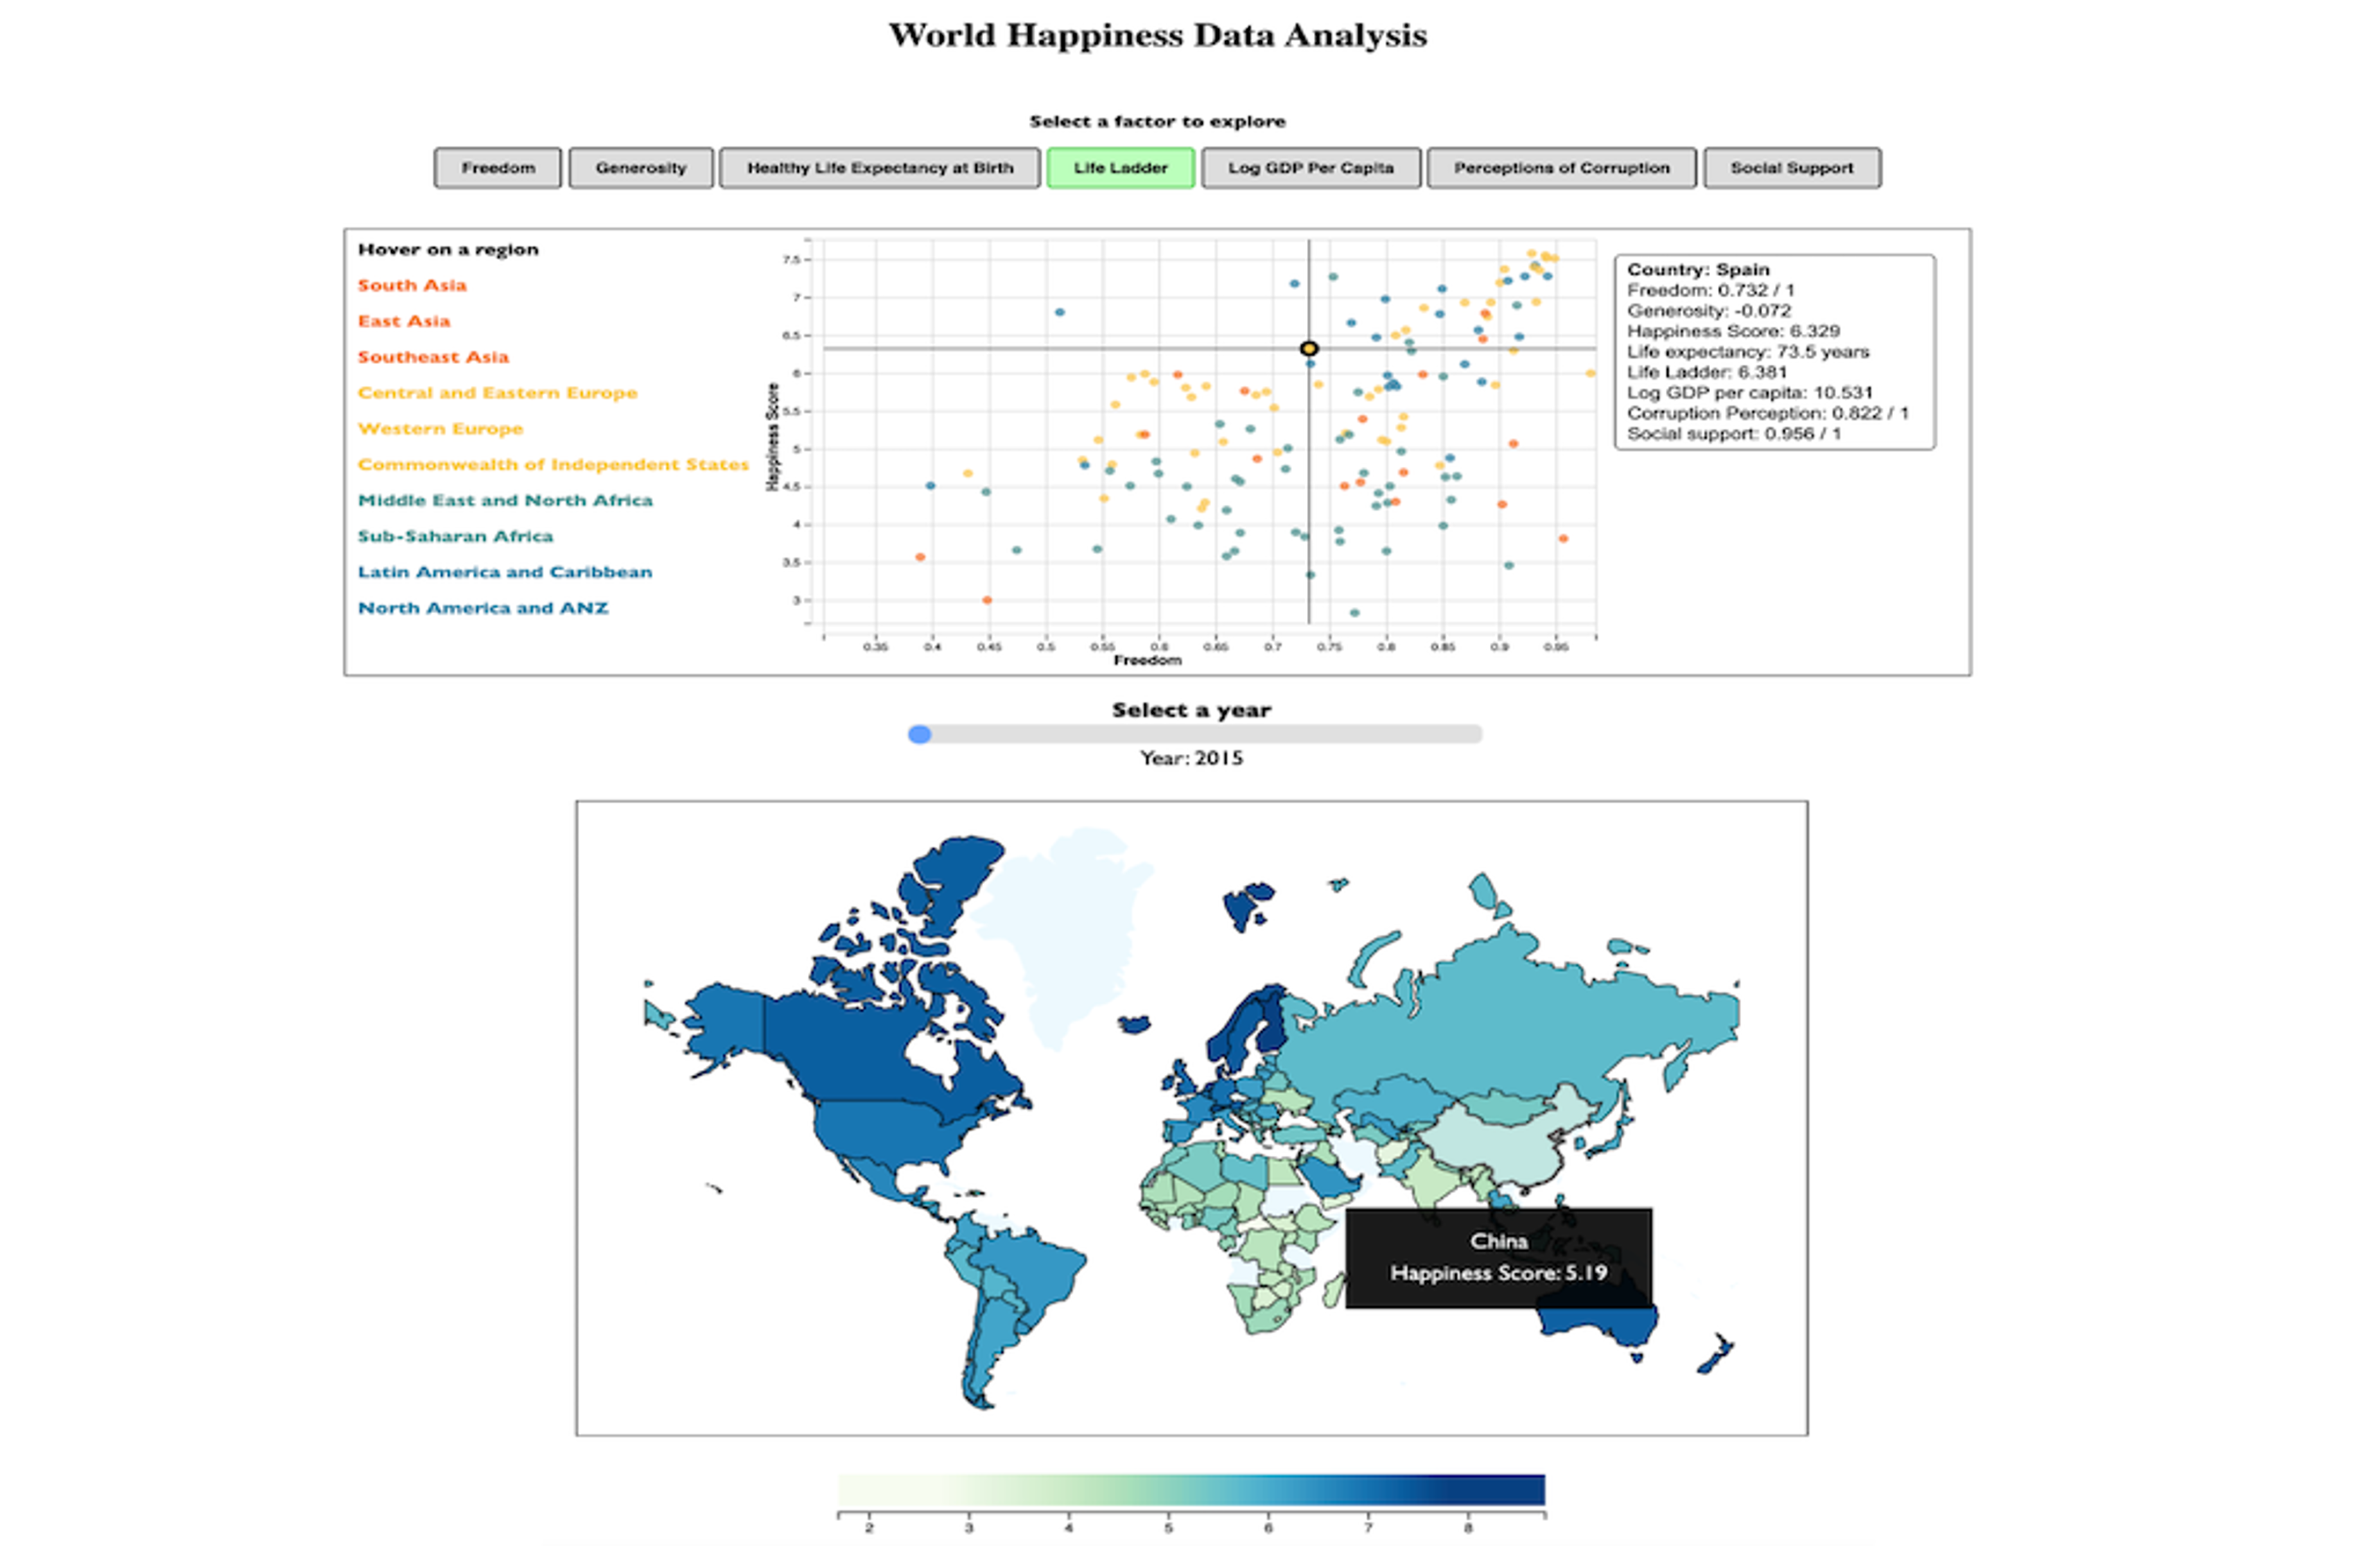 World Happiness Data Analysis
Select a factor to explore
Freedom Generosity Healthy Life Expectancy at Birth Life Ladder Log GDP Per Capita Perceptions of Corruption Social Support
Hover on a region
South Asia
East Asia
Southeast Asia
Central and Eastern Europe
Western Europe
Commonwealth of Independent States
Middle East and North Africa
Sub-Saharan Africa
Latin America and Caribbean
North America and ANZ
Happiness Score
7.5
7
6.5
6
5.5
5
4.5
4
3.5
3
0.35 0.4 0.45 0.5 0.55 0.6 0.65 0.7 0.75 0.8 0.85 0.9 0.95
Freedom
Country: Spain
Freedom: 0.732 / 1
Generosity: -0.072
Happiness Score: 6.329
Life expectancy: 73.5 years
Life Ladder: 6.381
Log GDP per capita: 10.531
Corruption Perception: 0.822 / 1
Social support: 0.956 / 1
Select a year
Year: 2015
China
Happiness Score: 5.19
2 3 4 5 6 7 8